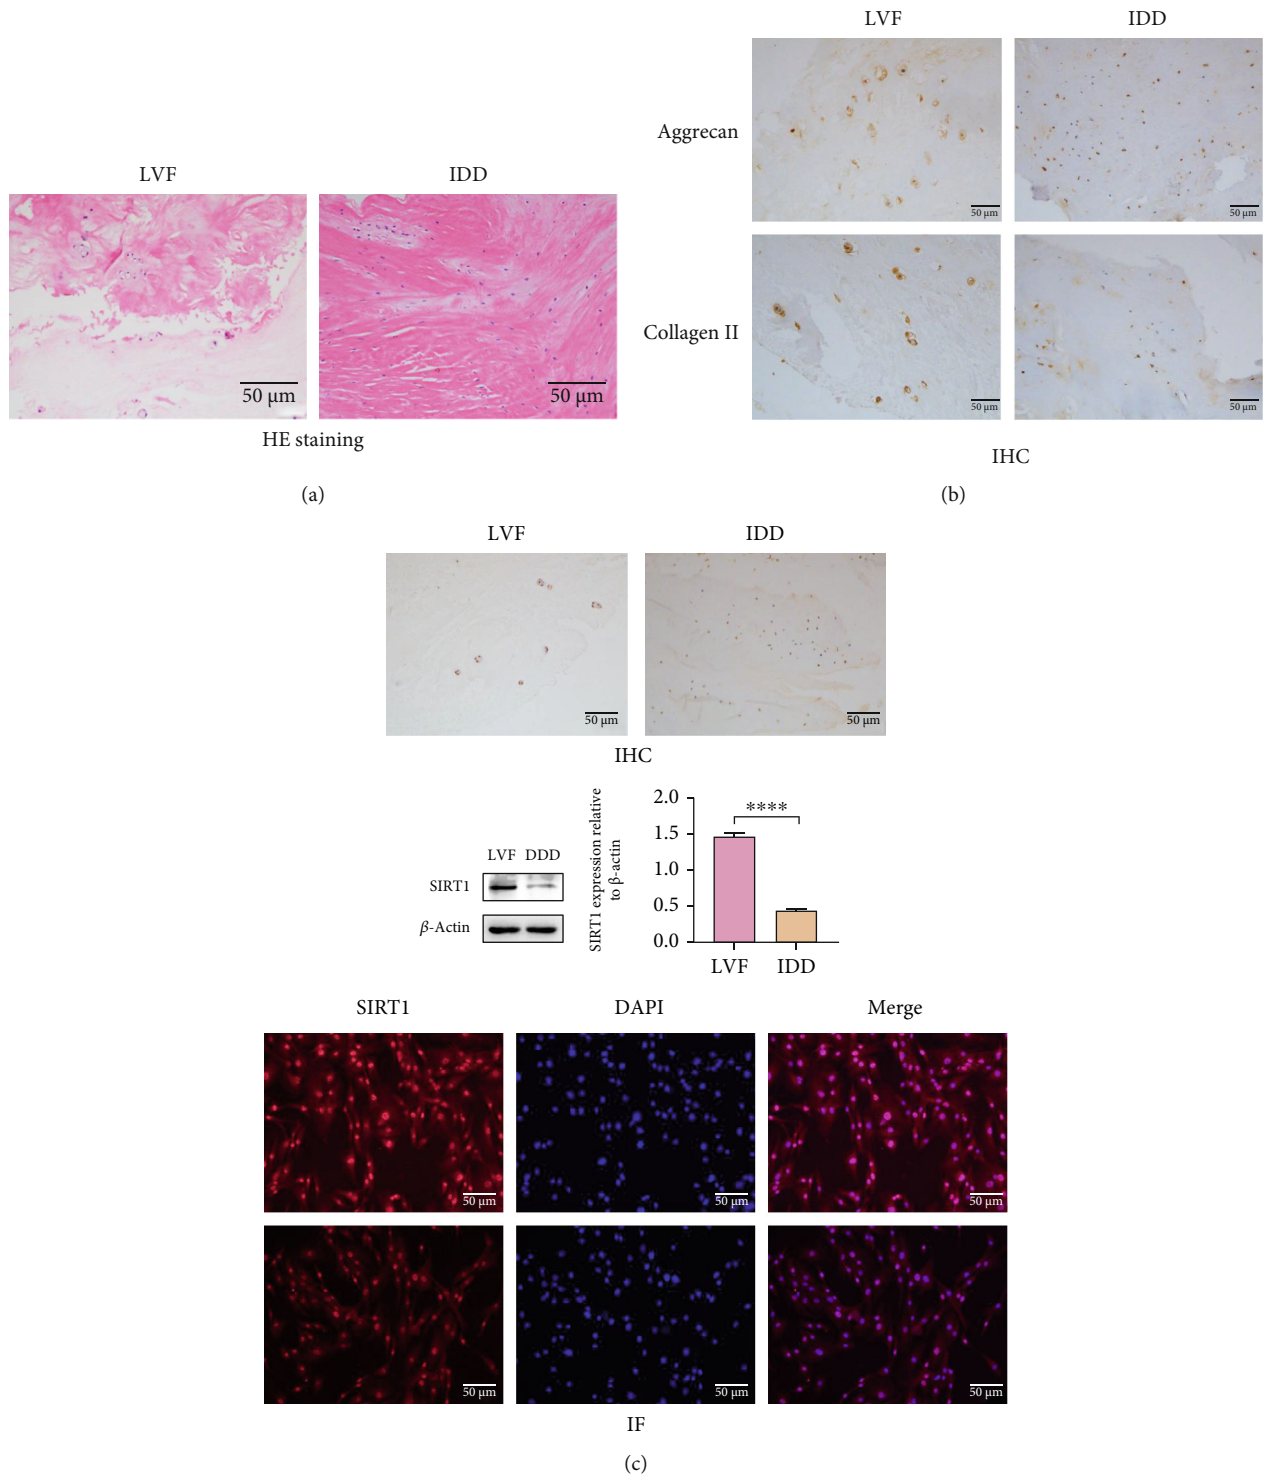 LVF IDD
50 µm 50 µm
HE staining
(a)
LVF IDD
Aggrecan
50 µm 50 µm
Collagen II
50 µm 50 µm
IHC
(b)
LVF IDD
50 µm 50 µm
IHC
LVF DDD
SIRT1
β-Actin
SIRT1 expression relative
to β-actin
2.0
1.5
1.0
0.5
0.0
****
LVF IDD
SIRT1 DAPI Merge
50 µm 50 µm 50 µm
50 µm 50 µm 50 µm
IF
(c)